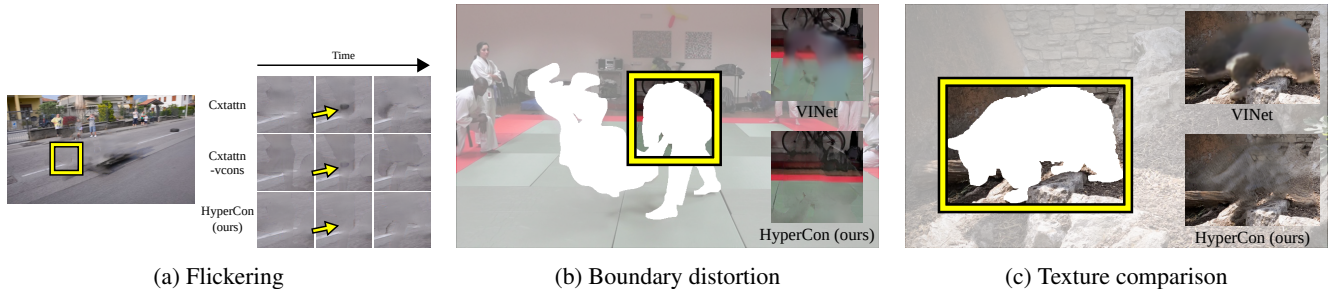 Time
Cxtattn
Cxtattn
-vcons
HyperCon
(ours)
(a) Flickering
VINet
HyperCon (ours)
(b) Boundary distortion
VINet
HyperCon (ours)
(c) Texture comparison